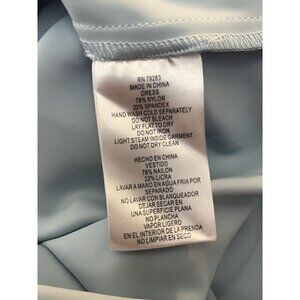 RN 79283
MADE IN CHINA
DRESS
78% NYLON
22% SPANDEX
HAND WASH COLD SEPARATELY
DO NOT BLEACH
LAY FLAT TO DRY
DO NOT IRON
LIGHT STEAM INSIDE GARMENT
DO NOT DRY CLEAN
HECHO EN CHINA
VESTIDO
78% NAILON
22% LICRA
LAVAR A MANO EN AGUA FRIA POR
SEPARADO
NO LAVAR CON BLANQUEADOR
DEJAR SECAR EN
UNA SUPERFICIE PLANA
NO PLANCHA
VAPOR LIGERO
EN EL INTERIOR DE LA PRENDA
NO LIMPIAR EN SECO